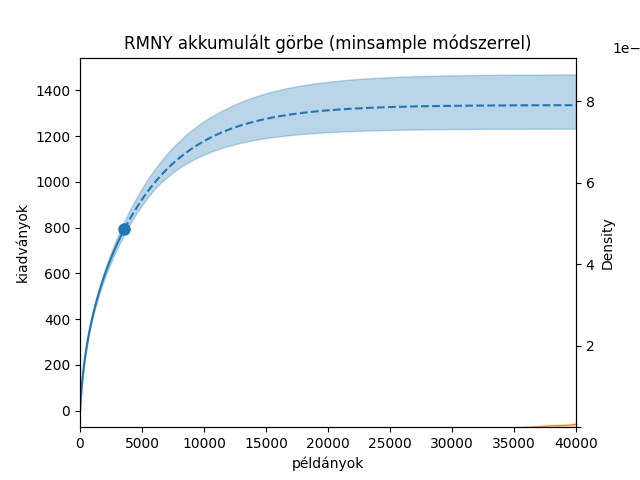 RMNY akkumulált görbe (minsample módszerrel)
1e−
1400
1200
1000
800
600
400
200
0
kiadványok
8
6
4
2
Density
0 5000 10000 15000 20000 25000 30000 35000 40000
példányok